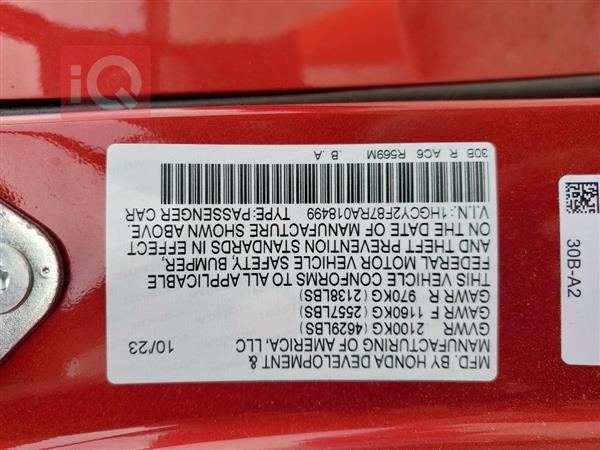 iQ
MFD. BY HONDA DEVELOPMENT &
MANUFACTURING OF AMERICA, LLC 10/23
GVWR 2100KG (4629LBS)
GAWR F 1160KG (2557LBS)
GAWR R 970KG (2138LBS)
THIS VEHICLE CONFORMS TO ALL APPLICABLE
FEDERAL MOTOR VEHICLE SAFETY, BUMPER,
AND THEFT PREVENTION STANDARDS IN EFFECT
ON THE DATE OF MANUFACTURE SHOWN ABOVE.
V.I.N.: 1HGCY2F87RA018499 TYPE: PASSENGER CAR
30B R AC6 R569M .B .A
30B-A2